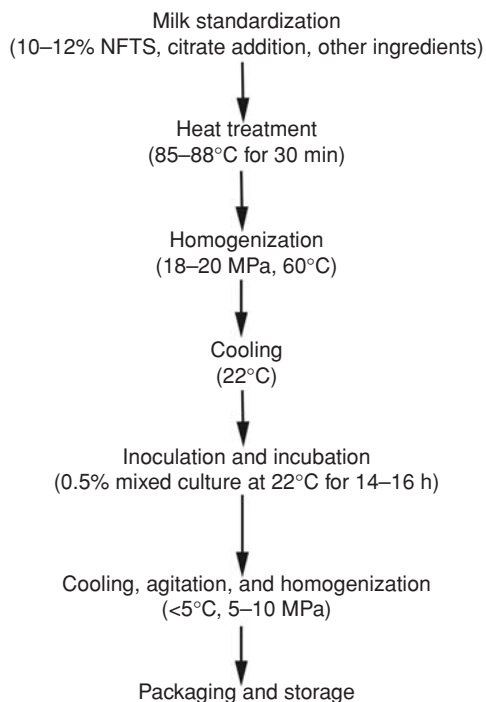 Milk standardization
(10–12% NFTS, citrate addition, other ingredients)
Heat treatment
(85–88°C for 30 min)
Homogenization
(18–20 MPa, 60°C)
Cooling
(22°C)
Inoculation and incubation
(0.5% mixed culture at 22°C for 14–16 h)
Cooling, agitation, and homogenization
(<5°C, 5–10 MPa)
Packaging and storage